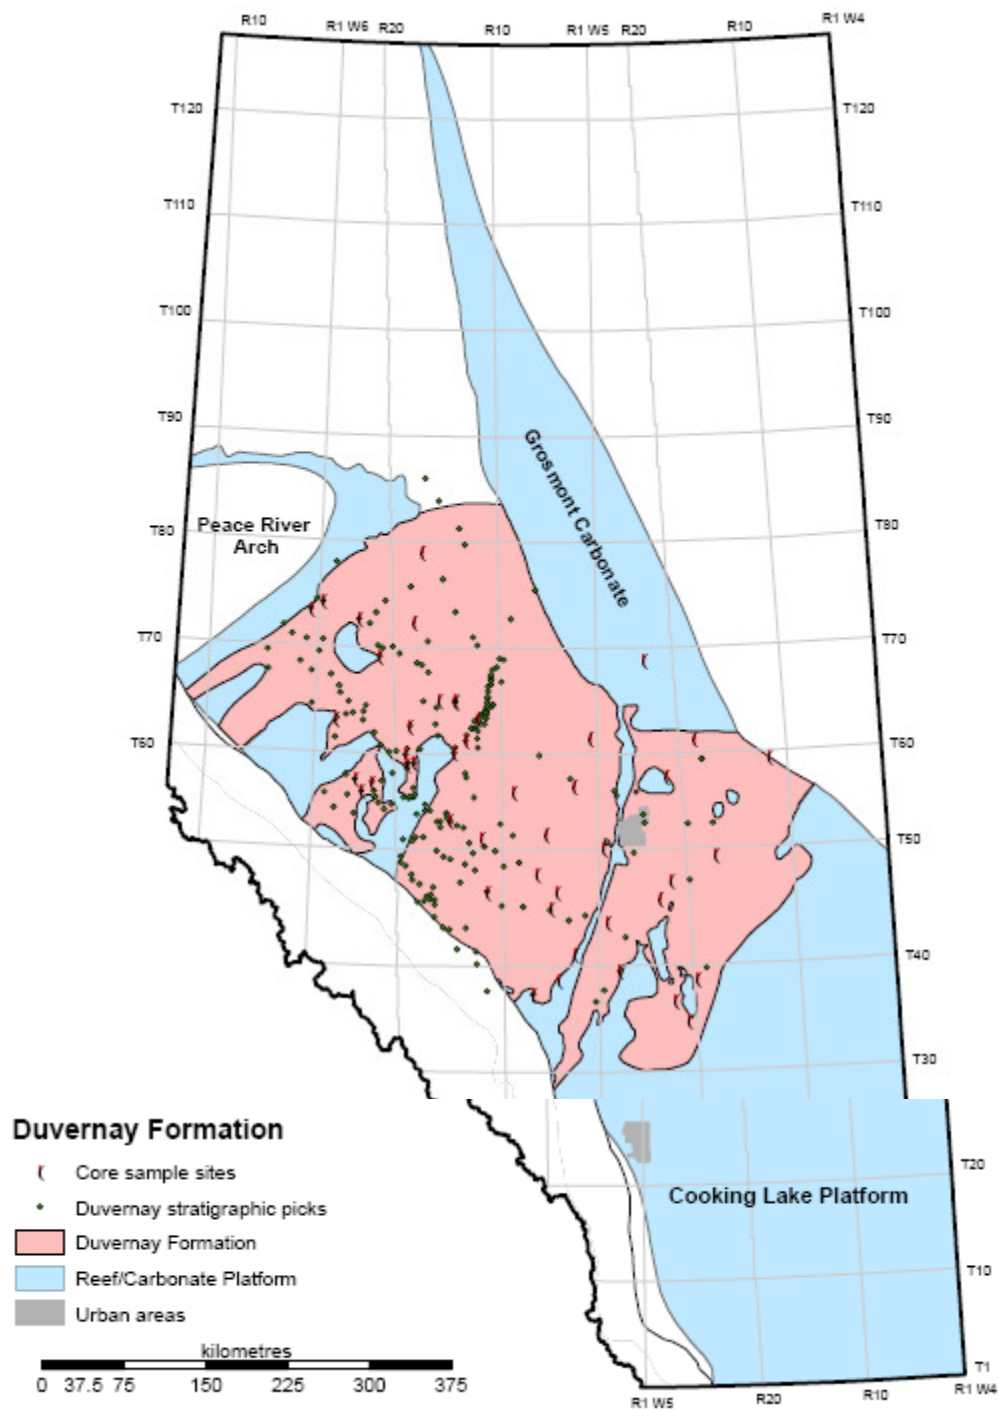 R10 R1 W6 R20 R10 R1 W5 R20 R10 R1 W4
T120 T120
T110 T110
T100 T100
T90 T90
Grosmont Carbonate
Peace River
Arch
T80 T80
T70 T70
T60 T60
T50
T40
T30
Duvernay Formation
Core sample sites
Duvernay stratigraphic picks
Duvernay Formation
Reef/Carbonate Platform
Urban areas
kilometres
0 37.5 75 150 225 300 375
T20
Cooking Lake Platform
T10
T1
R1 W5 R20 R10 R1 W4